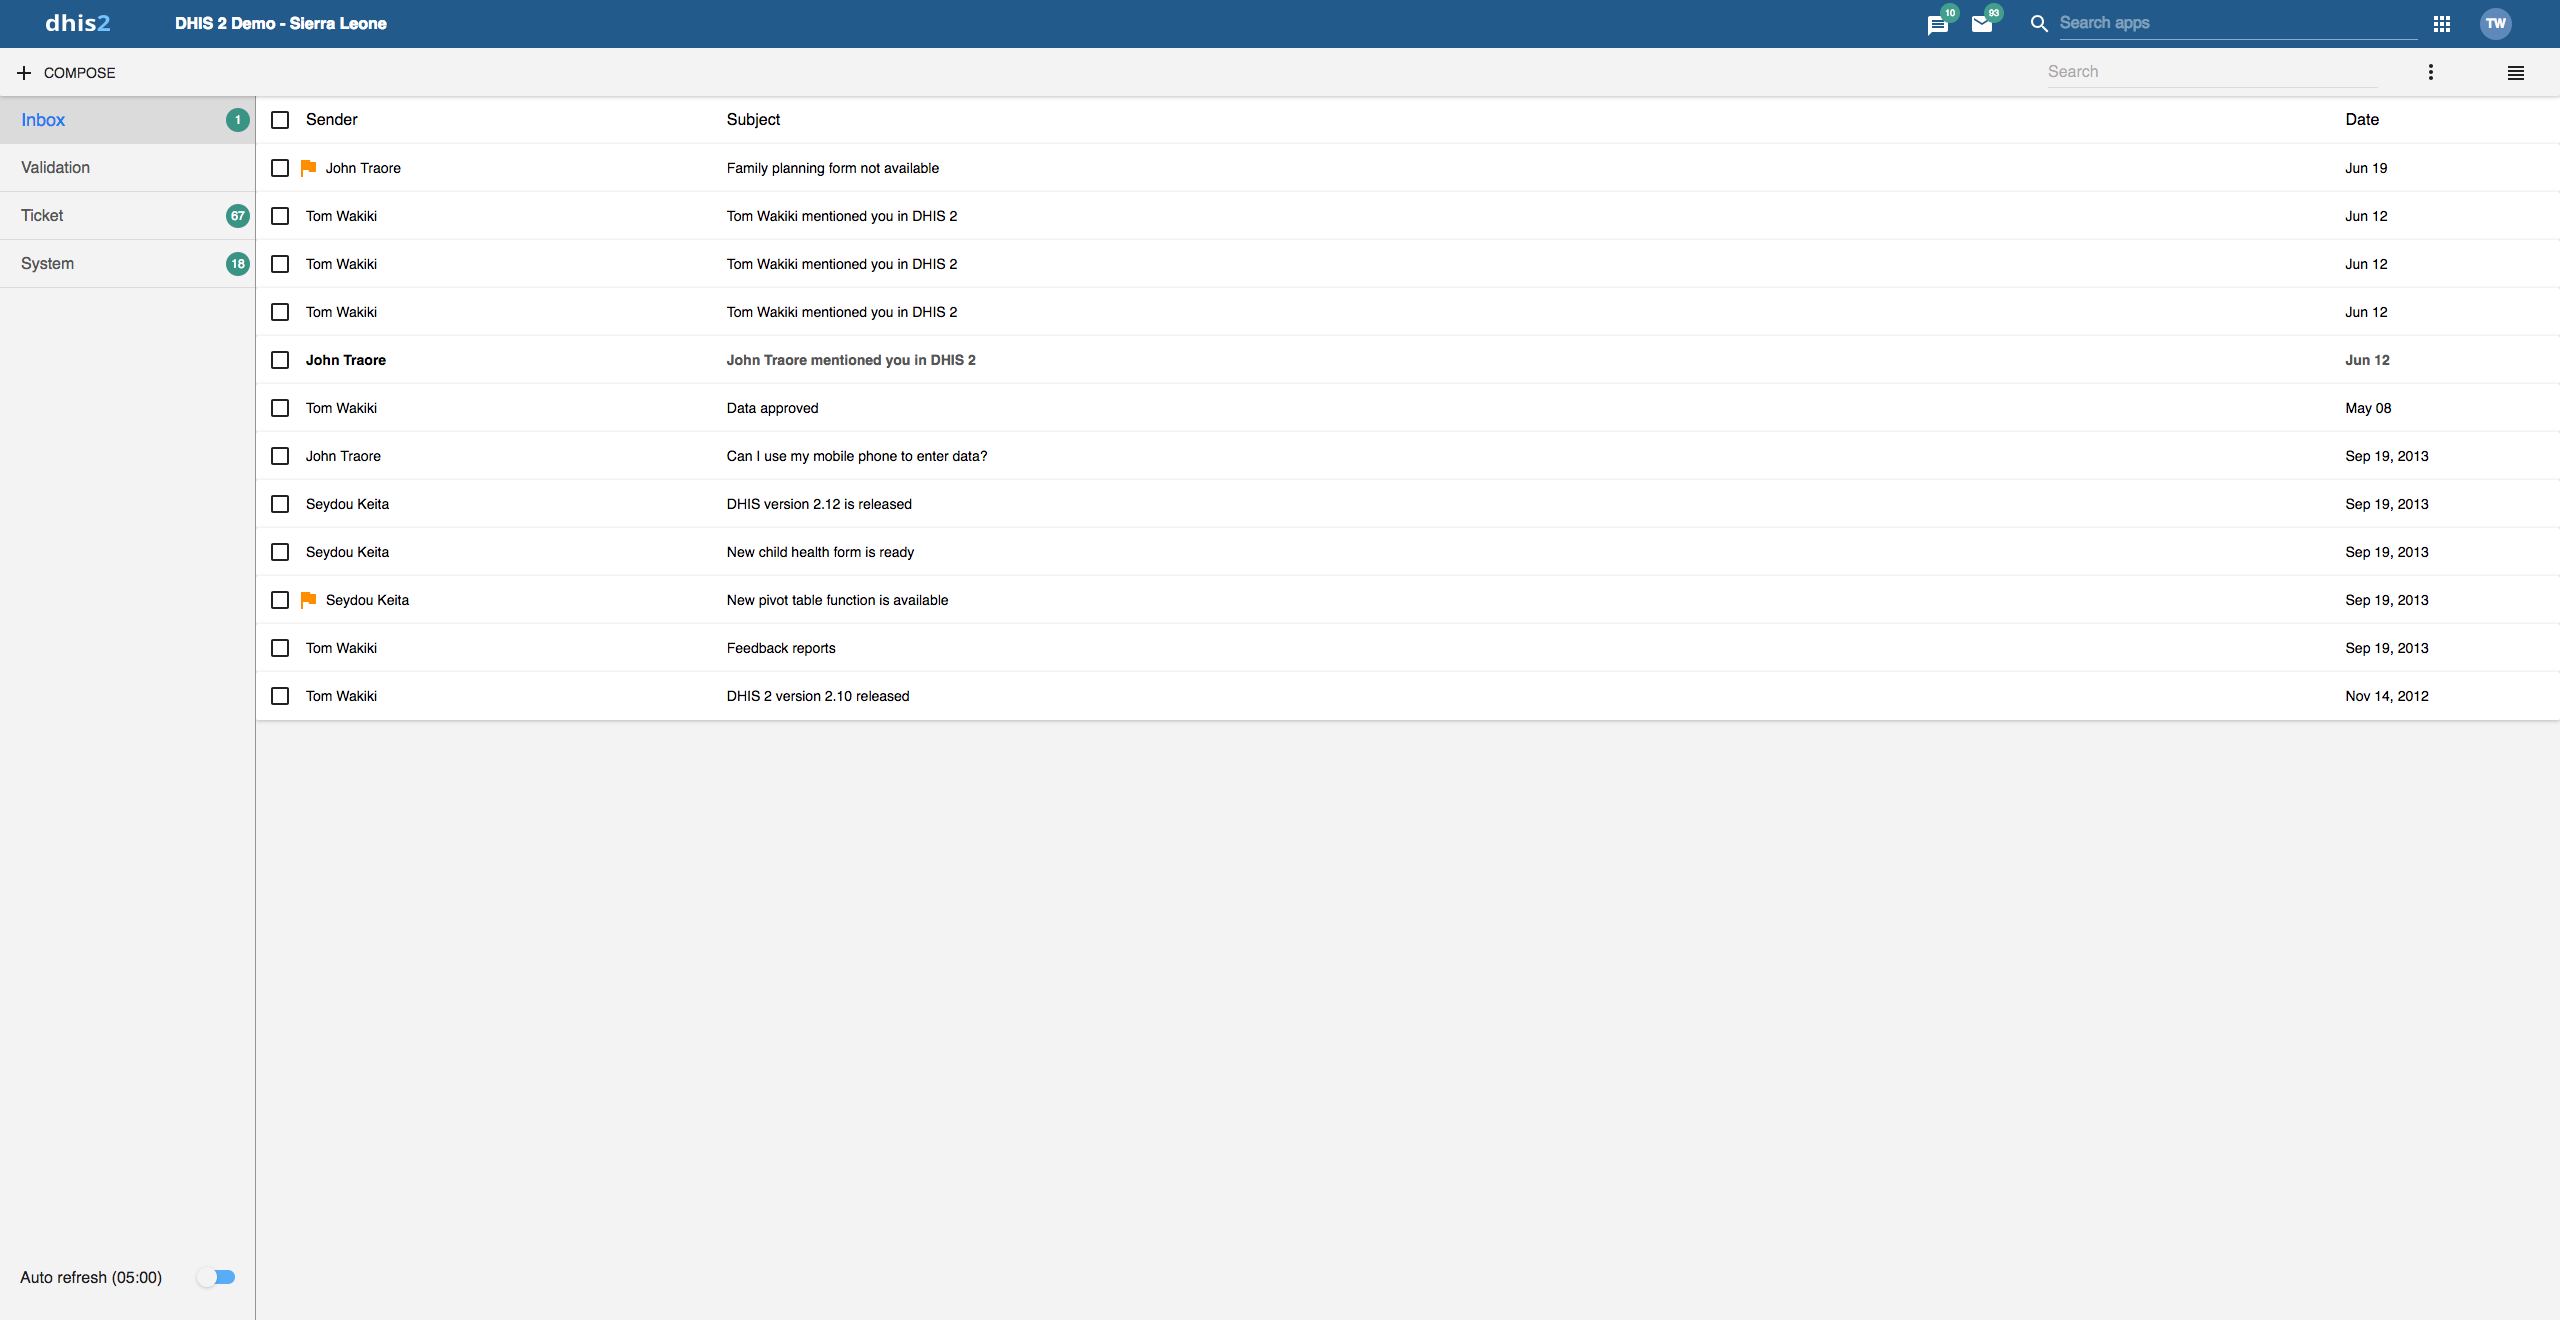 dhis2 DHIS 2 Demo - Sierra Leone 10 93 Search apps TW
COMPOSE Search
Inbox 1
Validation
Ticket 67
System 18
Sender Subject Date
John Traore Family planning form not available Jun 19
Tom Wakiki Tom Wakiki mentioned you in DHIS 2 Jun 12
Tom Wakiki Tom Wakiki mentioned you in DHIS 2 Jun 12
Tom Wakiki Tom Wakiki mentioned you in DHIS 2 Jun 12
John Traore John Traore mentioned you in DHIS 2 Jun 12
Tom Wakiki Data approved May 08
John Traore Can I use my mobile phone to enter data? Sep 19, 2013
Seydou Keita DHIS version 2.12 is released Sep 19, 2013
Seydou Keita New child health form is ready Sep 19, 2013
Seydou Keita New pivot table function is available Sep 19, 2013
Tom Wakiki Feedback reports Sep 19, 2013
Tom Wakiki DHIS 2 version 2.10 released Nov 14, 2012
Auto refresh (05:00)